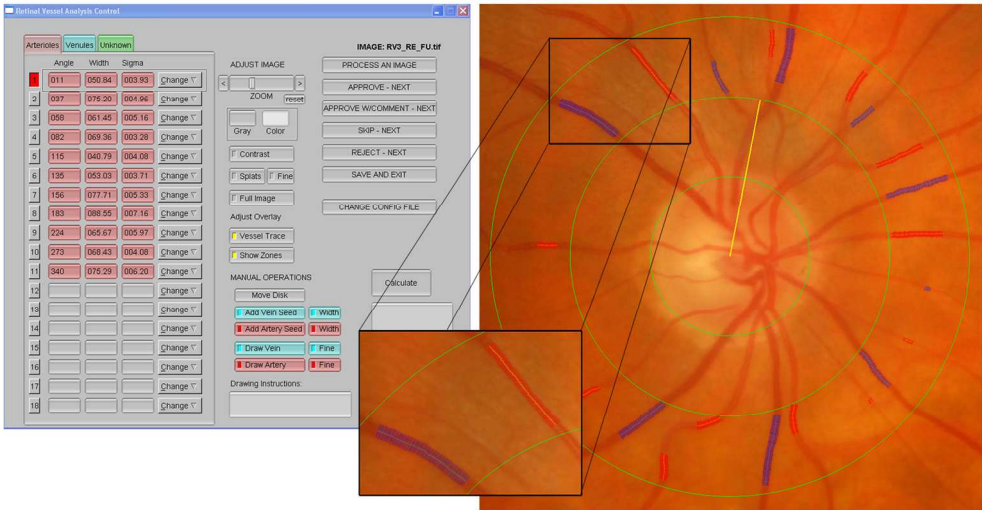 Retinal Vessel Analysis Control
Arterioles Venules Unknown
Angle Width Sigma
1 011 050.84 003.93 Change
2 037 075.20 004.96 Change
3 058 061.45 005.16 Change
4 082 069.36 003.28 Change
5 115 040.79 004.08 Change
6 135 053.03 003.71 Change
7 156 077.71 005.33 Change
8 183 088.55 007.16 Change
9 224 065.67 005.97 Change
10 273 068.43 004.08 Change
11 340 075.29 006.20 Change
12 Change
13 Change
14 Change
15 Change
16 Change
17 Change
18 Change
ADJUST IMAGE
< >
ZOOM reset
Gray Color
Contrast
Splats Fine
Full Image
Adjust Overlay
Vessel Trace
Show Zones
MANUAL OPERATIONS
Move Disk
Add Vein Seed Width
Add Artery Seed Width
Draw Vein Fine
Draw Artery Fine
Drawing Instructions:
IMAGE: RV3_RE_FU.tif
PROCESS AN IMAGE
APPROVE - NEXT
APPROVE W/COMMENT - NEXT
SKIP - NEXT
REJECT - NEXT
SAVE AND EXIT
CHANGE CONFIG FILE
Calculate